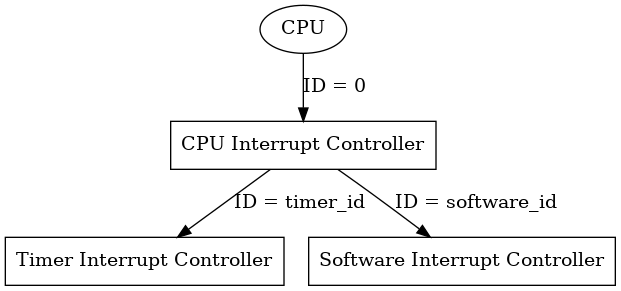 CPU
ID = 0
CPU Interrupt Controller
ID = timer_id
ID = software_id
Timer Interrupt Controller
Software Interrupt Controller